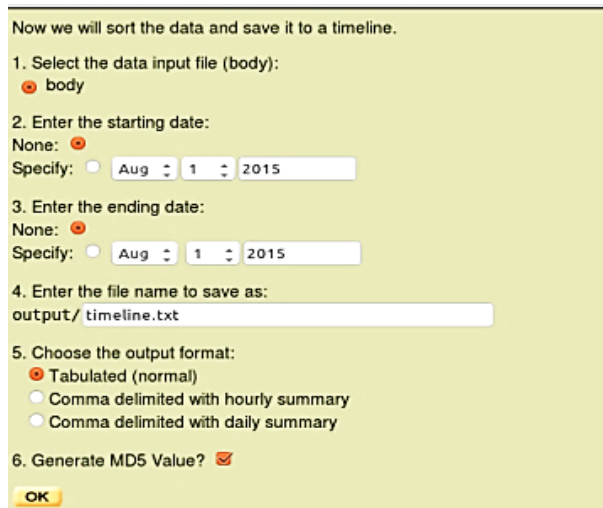 Now we will sort the data and save it to a timeline.
1. Select the data input file (body):
body
2. Enter the starting date:
None:
Specify: Aug 1 2015
3. Enter the ending date:
None:
Specify: Aug 1 2015
4. Enter the file name to save as:
output/ timeline.txt
5. Choose the output format:
Tabulated (normal)
Comma delimited with hourly summary
Comma delimited with daily summary
6. Generate MD5 Value?
OK